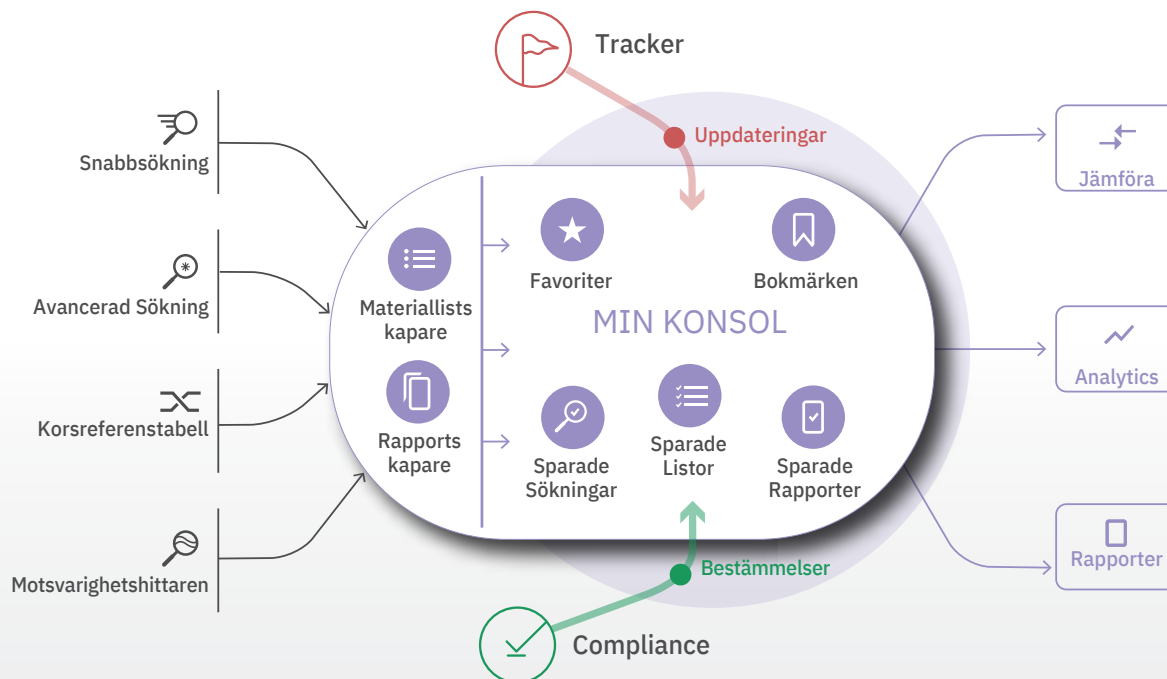 Tracker
Uppdateringar
Snabbsökning
Avancerad Sökning
Korsreferenstabell
Motsvarighetshittaren
Materiallists
kapare
Rapports
kapare
Favoriter
Bokmärken
MIN KONSOL
Sparade
Sökningar
Sparade
Listor
Sparade
Rapporter
Bestämmelser
Compliance
Jämföra
Analytics
Rapporter